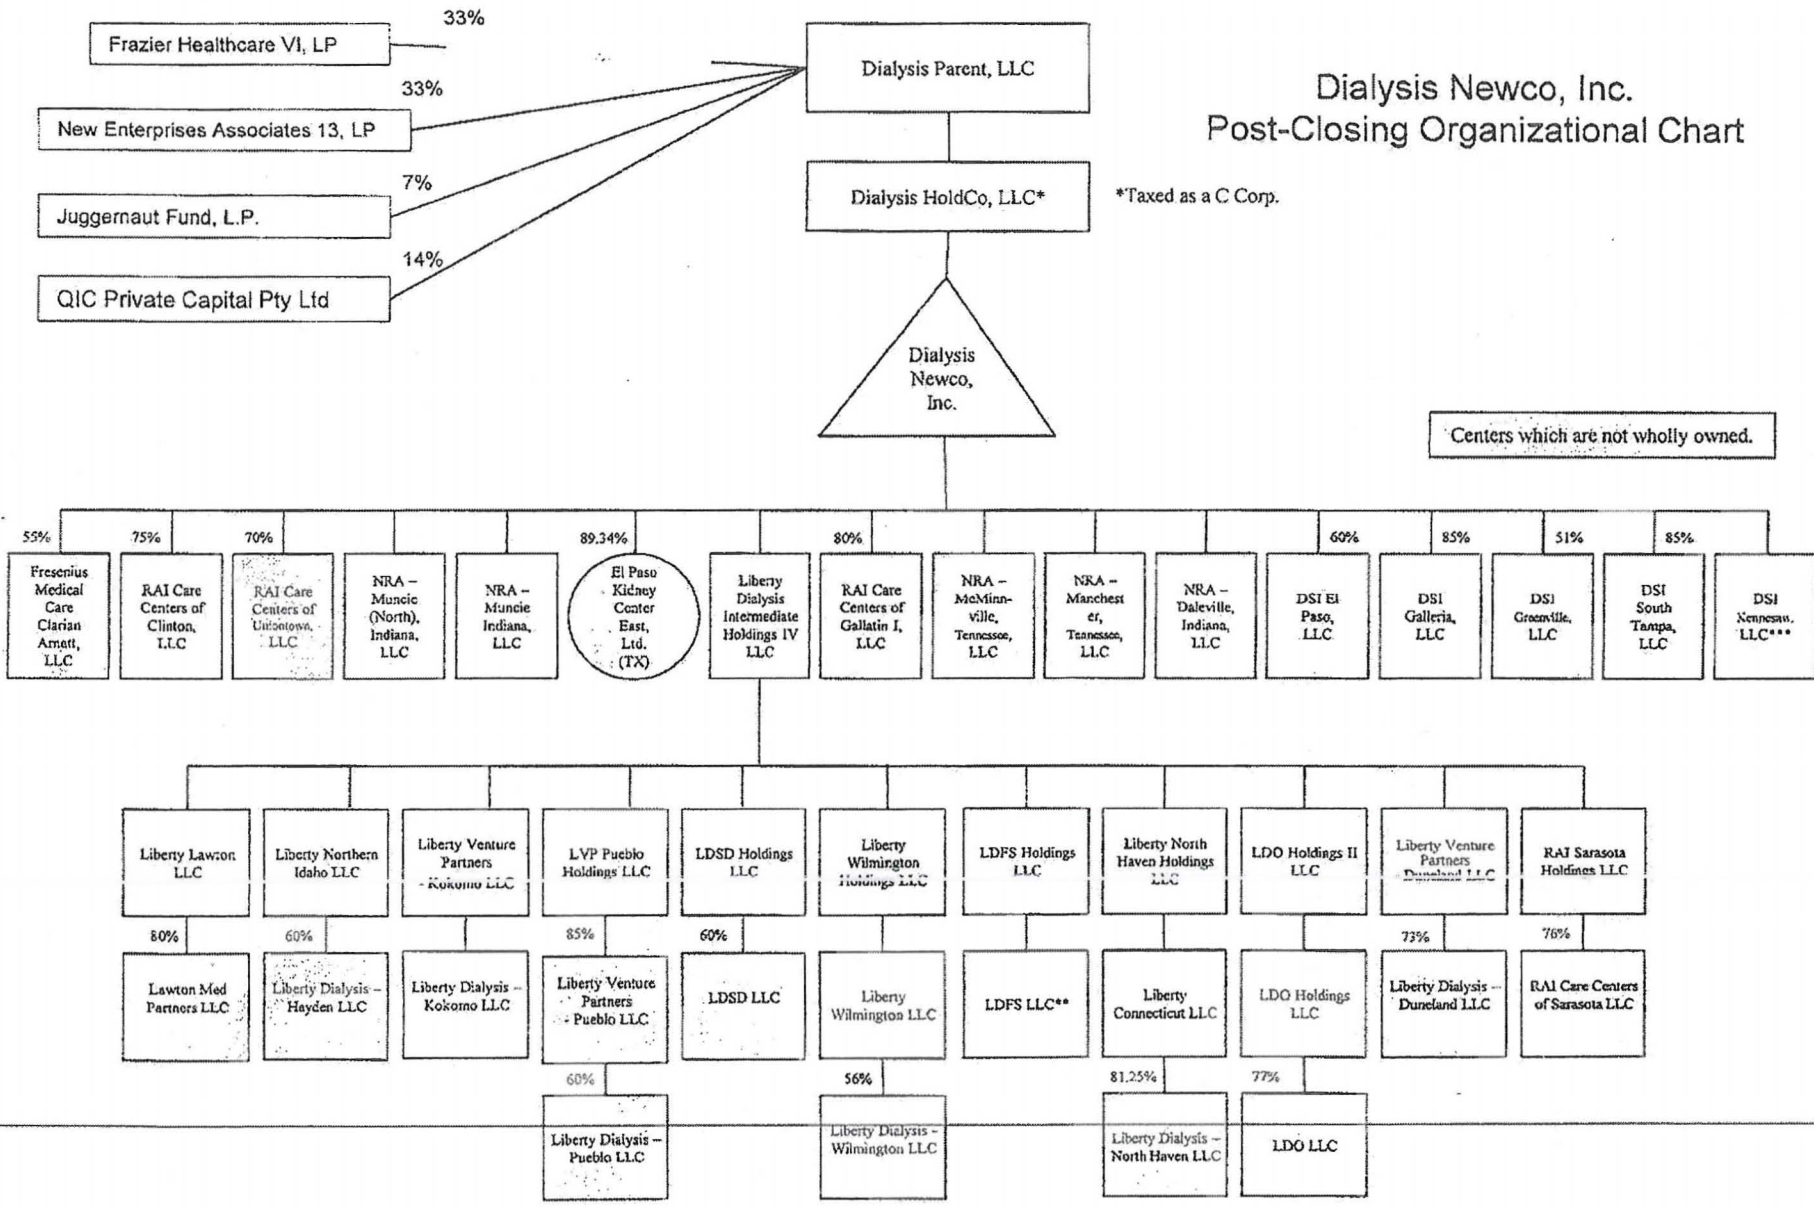 33%
Frazier Healthcare VI, LP
33%
New Enterprises Associates 13, LP
7%
Juggernaut Fund, L.P.
14%
QIC Private Capital Pty Ltd
Dialysis Parent, LLC
Dialysis HoldCo, LLC*
*Taxed as a C Corp.
Dialysis Newco, Inc.
Post-Closing Organizational Chart
Dialysis
Newco,
Inc.
Centers which are not wholly owned.
55%
Fresenius
Medical
Care
Clarian
Arnett,
LLC
75%
RAI Care
Centers of
Clinton,
LLC
70%
RAI Care
Centers of
Uniontown,
LLC
NRA –
Muncie
(North),
Indiana,
LLC
NRA –
Muncie
Indiana,
LLC
89.34%
El Paso
Kidney
Center
East,
Ltd.
(TX)
Liberty
Dialysis
Intermediate
Holdings IV
LLC
80%
RAI Care
Centers of
Gallatin I,
LLC
NRA –
McMinn-
ville,
Tennessee,
LLC
NRA –
Manchest
er,
Tennessee,
LLC
NRA –
Daleville,
Indiana,
LLC
60%
DSI El
Paso,
LLC
85%
DSI
Galleria,
LLC
51%
DSI
Greenville,
LLC
85%
DSI
South
Tampa,
LLC
DSI
Kennesaw,
LLC***
Liberty Lawton
LLC
Liberty Northern
Idaho LLC
Liberty Venture
Partners
- Kokomo LLC
LVP Pueblo
Holdings LLC
LDSD Holdings
LLC
Liberty
Wilmington
Holdings LLC
LDFS Holdings
LLC
Liberty North
Haven Holdings
LLC
LDO Holdings II
LLC
Liberty Venture
Partners
Duneland LLC
RAI Sarasota
Holdings LLC
80%
Lawton Med
Partners LLC
60%
Liberty Dialysis –
Hayden LLC
Liberty Dialysis –
Kokomo LLC
85%
Liberty Venture
Partners
- Pueblo LLC
60%
LDSD LLC
Liberty
Wilmington LLC
LDFS LLC**
Liberty
Connecticut LLC
LDO Holdings
LLC
73%
Liberty Dialysis –
Duneland LLC
76%
RAI Care Centers
of Sarasota LLC
60%
Liberty Dialysis –
Pueblo LLC
56%
Liberty Dialysis –
Wilmington LLC
81.25%
Liberty Dialysis –
North Haven LLC
77%
LDO LLC